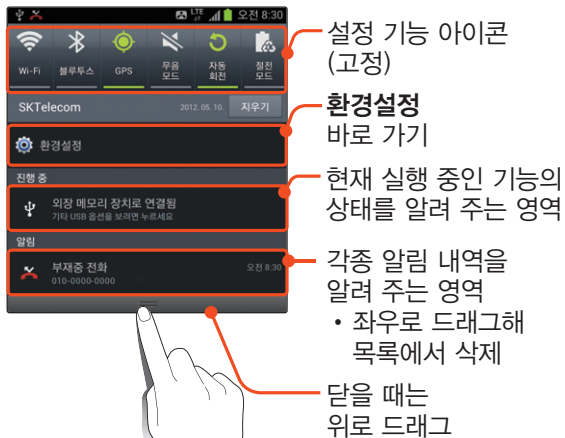 LTE 오전 8:30
Wi-Fi 블루투스 GPS 무음 자동 절전
모드 회전 모드
SKTelecom 2012. 05. 10. 지우기
환경설정
진행 중
외장 메모리 장치로 연결됨
기타 USB 옵션을 보려면 누르세요
알림
부재중 전화 오전 8:30
010-0000-0000
설정 기능 아이콘
(고정)
환경설정
바로 가기
현재 실행 중인 기능의
상태를 알려 주는 영역
각종 알림 내역을
알려 주는 영역
• 좌우로 드래그해
목록에서 삭제
닫을 때는
위로 드래그